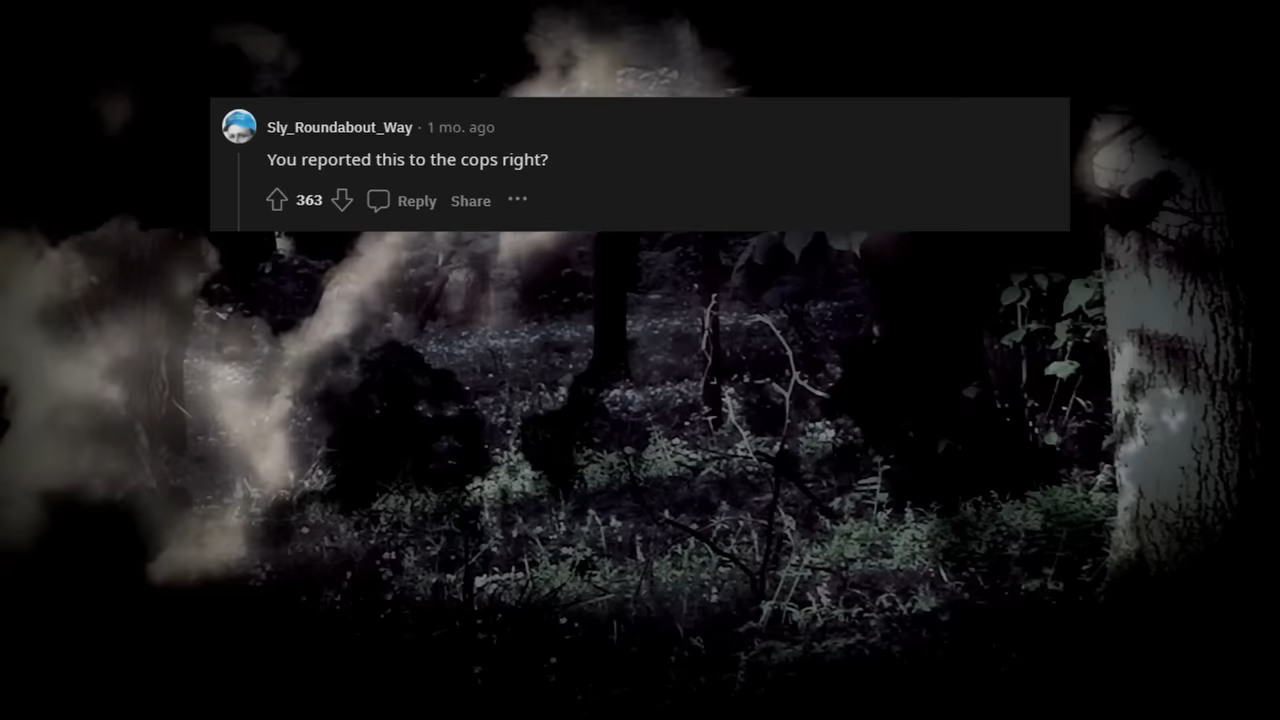 Sly_Roundabout_Way · 1 mo. ago
You reported this to the cops right?
363 Reply Share ···